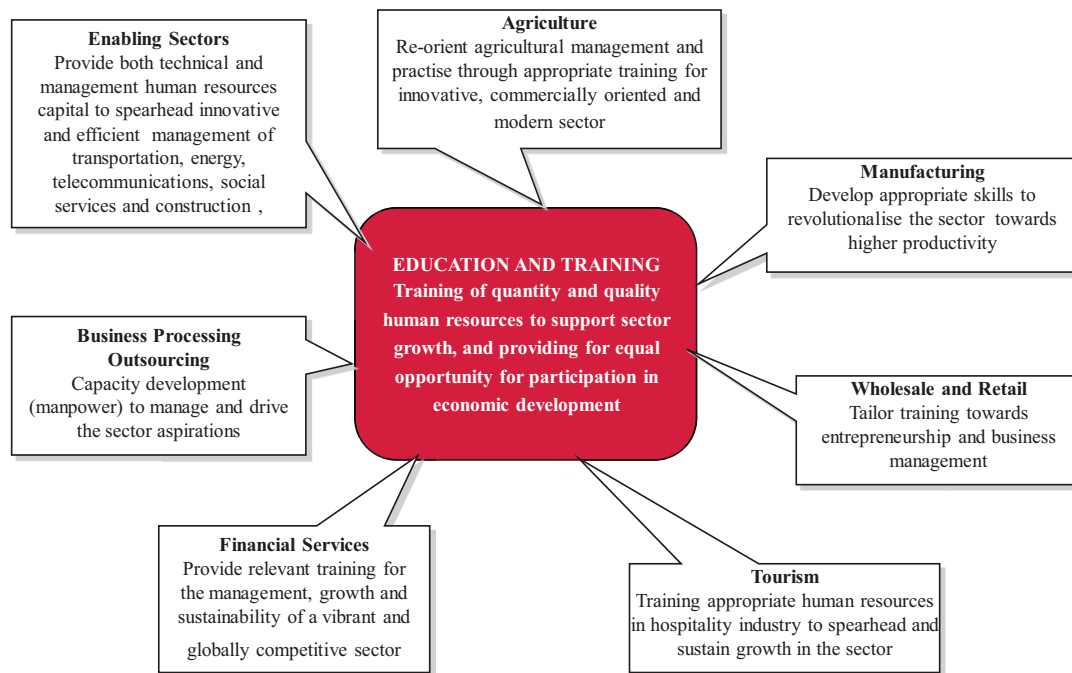 Enabling Sectors
Provide both technical and
management human resources
capital to spearhead innovative
and efficient management of
transportation, energy,
telecommunications, social
services and construction ,
Agriculture
Re-orient agricultural management and
practise through appropriate training for
innovative, commercially oriented and
modern sector
Manufacturing
Develop appropriate skills to
revolutionalise the sector towards
higher productivity
EDUCATION AND TRAINING
Training of quantity and quality
human resources to support sector
growth, and providing for equal
opportunity for participation in
economic development
Business Processing
Outsourcing
Capacity development
(manpower) to manage and drive
the sector aspirations
Wholesale and Retail
Tailor training towards
entrepreneurship and business
management
Financial Services
Provide relevant training for
the management, growth and
sustainability of a vibrant and
globally competitive sector
Tourism
Training appropriate human resources
in hospitality industry to spearhead and
sustain growth in the sector